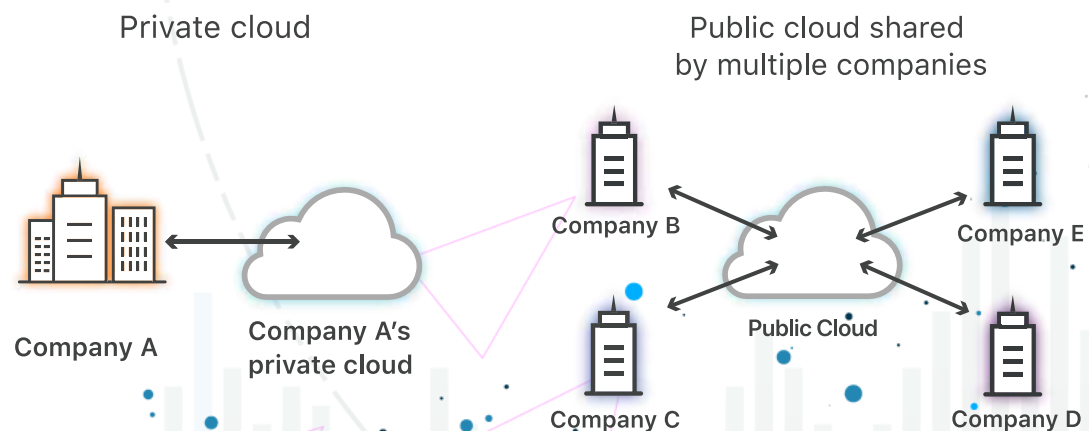 Private cloud
Public cloud shared
by multiple companies
Company B
Company E
Company A
Company A's
private cloud
Public Cloud
Company C
Company D